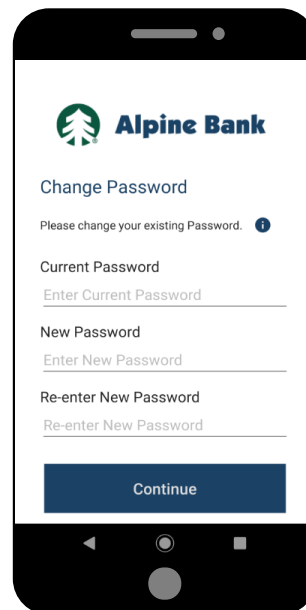 Alpine Bank
Change Password
Please change your existing Password. i
Current Password
Enter Current Password
New Password
Enter New Password
Re-enter New Password
Re-enter New Password
Continue